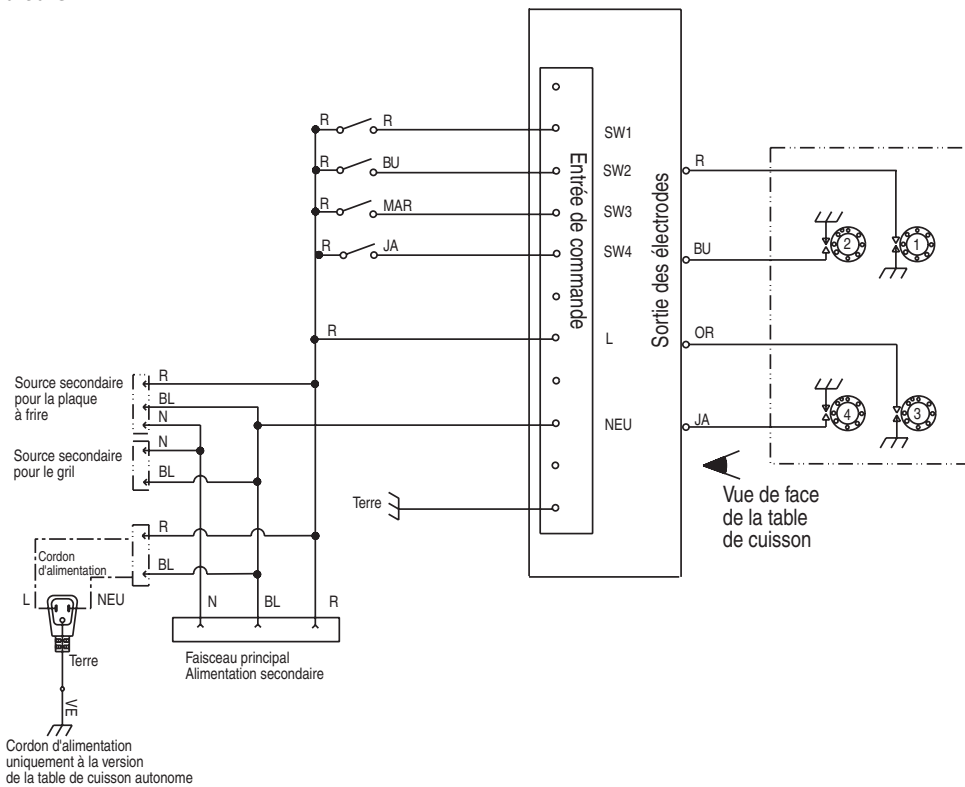 R
R
SW1
R
BU
SW2
R
MAR
SW3
R
JA
SW4
R
L
NEU
Entrée de commande
Sortie des électrodes
R
BU
OR
JA
2
1
4
3
Vue de face
de la table
de cuisson
Terre
Source secondaire
pour la plaque
à frire
R
BL
N
Source secondaire
pour le gril
N
BL
R
BL
Cordon
d'alimentation
L
NEU
Terre
VE
N
BL
R
Faisceau principal
Alimentation secondaire
Cordon d'alimentation
uniquement à la version
de la table de cuisson autonome